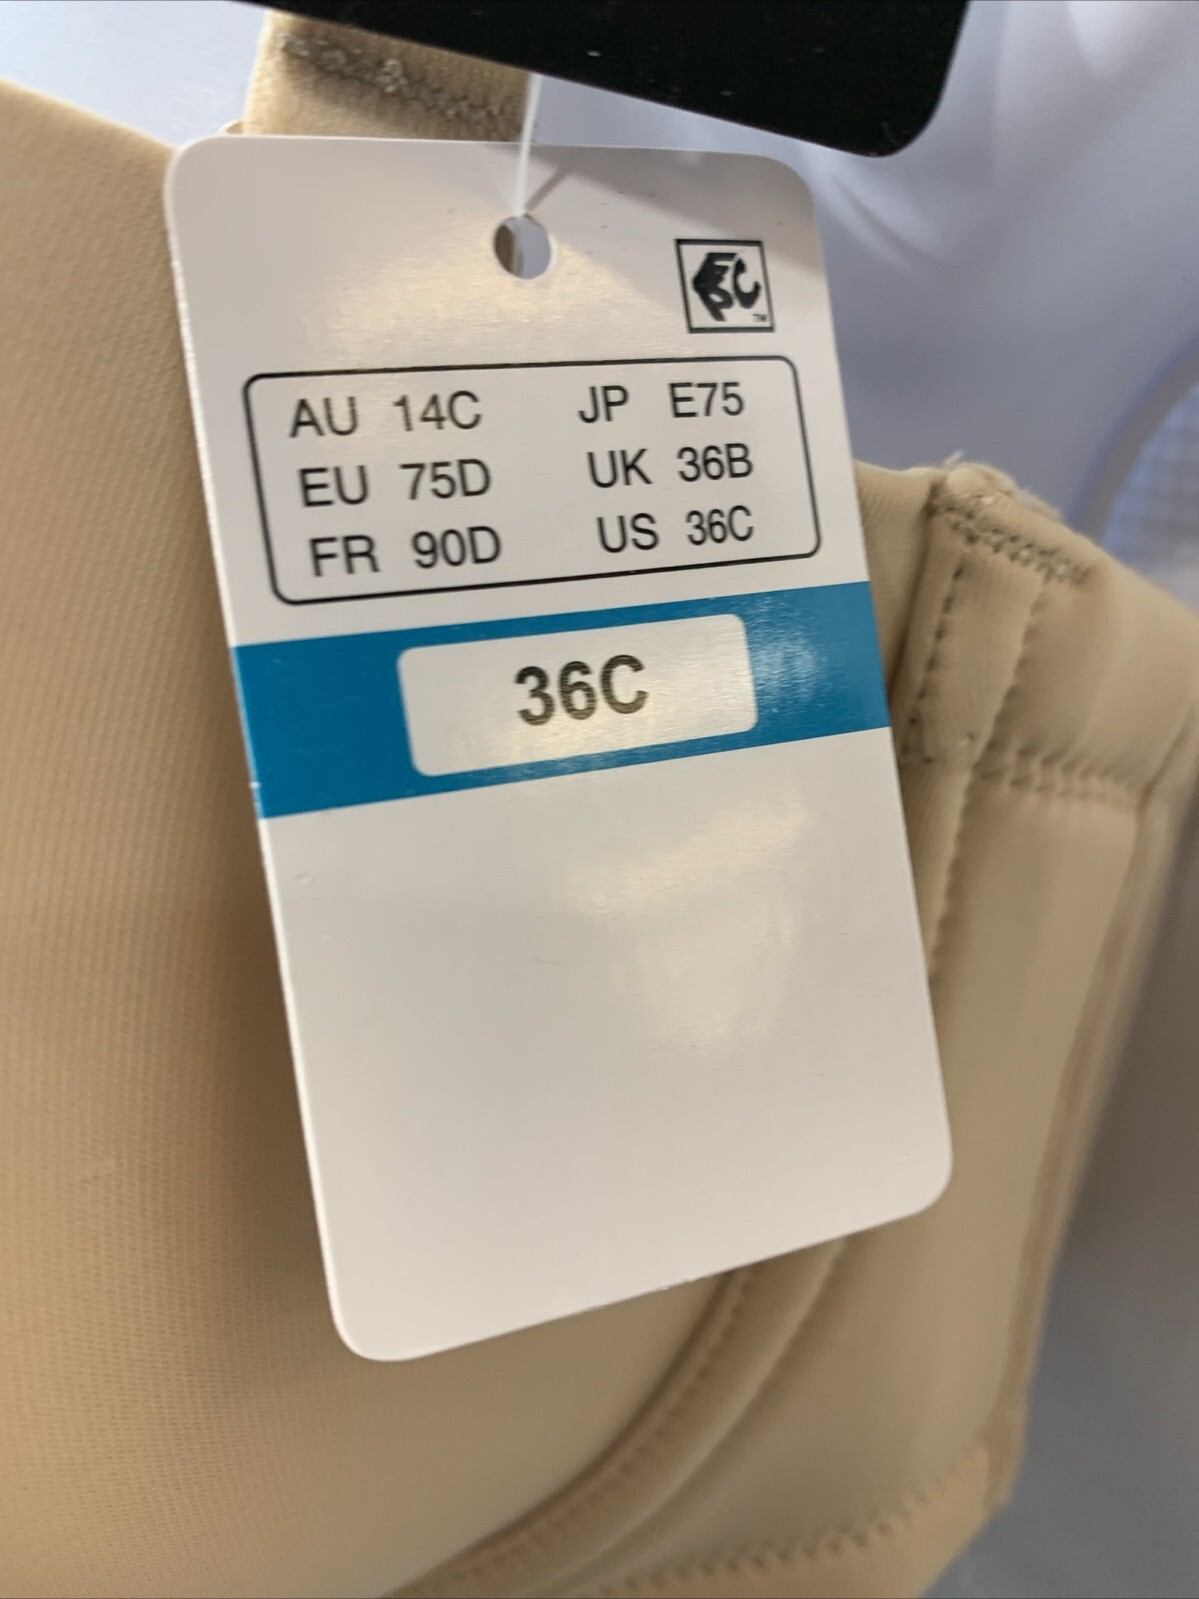 AU 14C JP E75
EU 75D UK 36B
FR 90D US 36C
36C